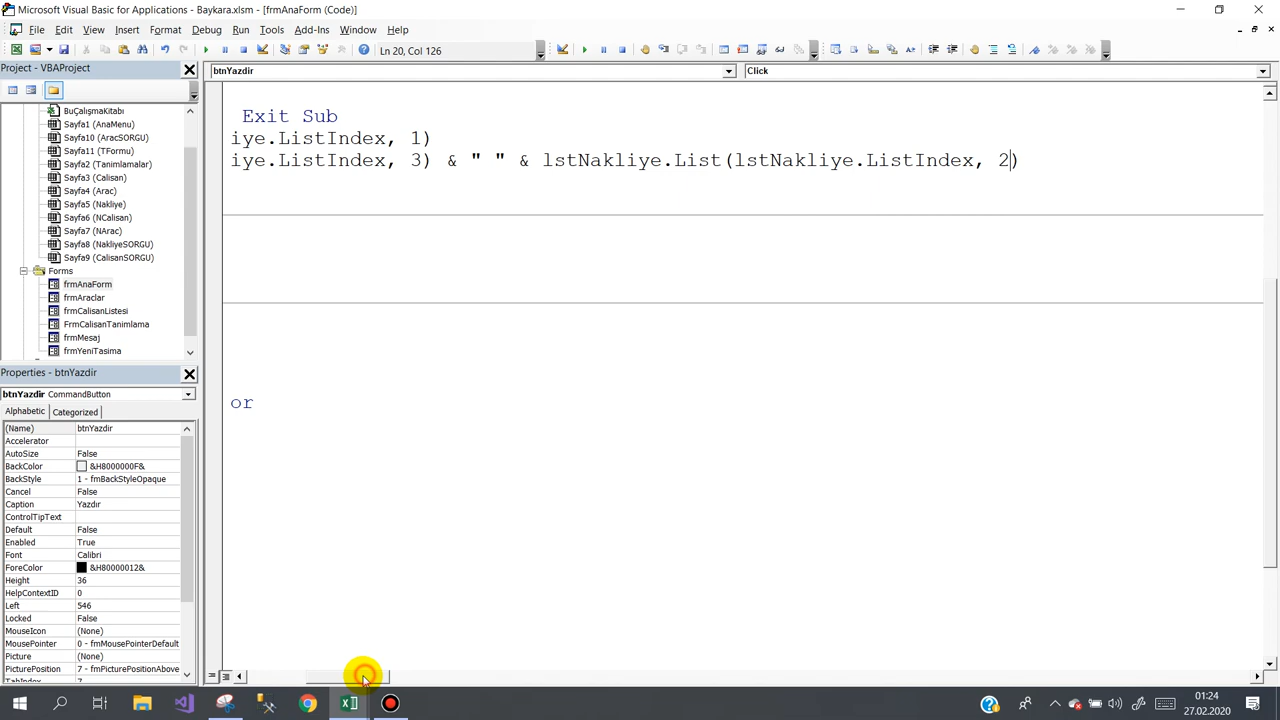 Microsoft Visual Basic for Applications - Baykara.xlsm - [frmAnaForm (Code)]
File Edit View Insert Format Debug Run Tools Add-Ins Window Help
Ln 20, Col 126
Project - VBAProject
BuÇalışmaKitabı
Sayfa1 (AnaMenu)
Sayfa10 (AracSORGU)
Sayfa11 (TFormu)
Sayfa2 (Tanimlamalar)
Sayfa3 (Calisan)
Sayfa4 (Arac)
Sayfa5 (Nakliye)
Sayfa6 (NCalisan)
Sayfa7 (NArac)
Sayfa8 (NakliyeSORGU)
Sayfa9 (CalisanSORGU)
Forms
frmAnaForm
frmAraclar
frmCalisanListesi
FrmCalisanTanimlama
frmMesaj
frmYeniTasima
Properties - btnYazdir
btnYazdir CommandButton
Alphabetic Categorized
(Name) btnYazdir
Accelerator
AutoSize False
BackColor &H8000000F&
BackStyle 1 - fmBackStyleOpaque
Cancel False
Caption Yazdır
ControlTipText
Default False
Enabled True
Font Calibri
ForeColor &H80000012&
Height 36
HelpContextID 0
Left 546
Locked False
MouseIcon (None)
MousePointer 0 - fmMousePointerDefault
Picture (None)
PicturePosition 7 - fmPicturePositionAbove
btnYazdir Click
Exit Sub
iye.ListIndex, 1)
iye.ListIndex, 3) & " " & lstNakliye.List(lstNakliye.ListIndex, 2)
or
01:24
27.02.2020